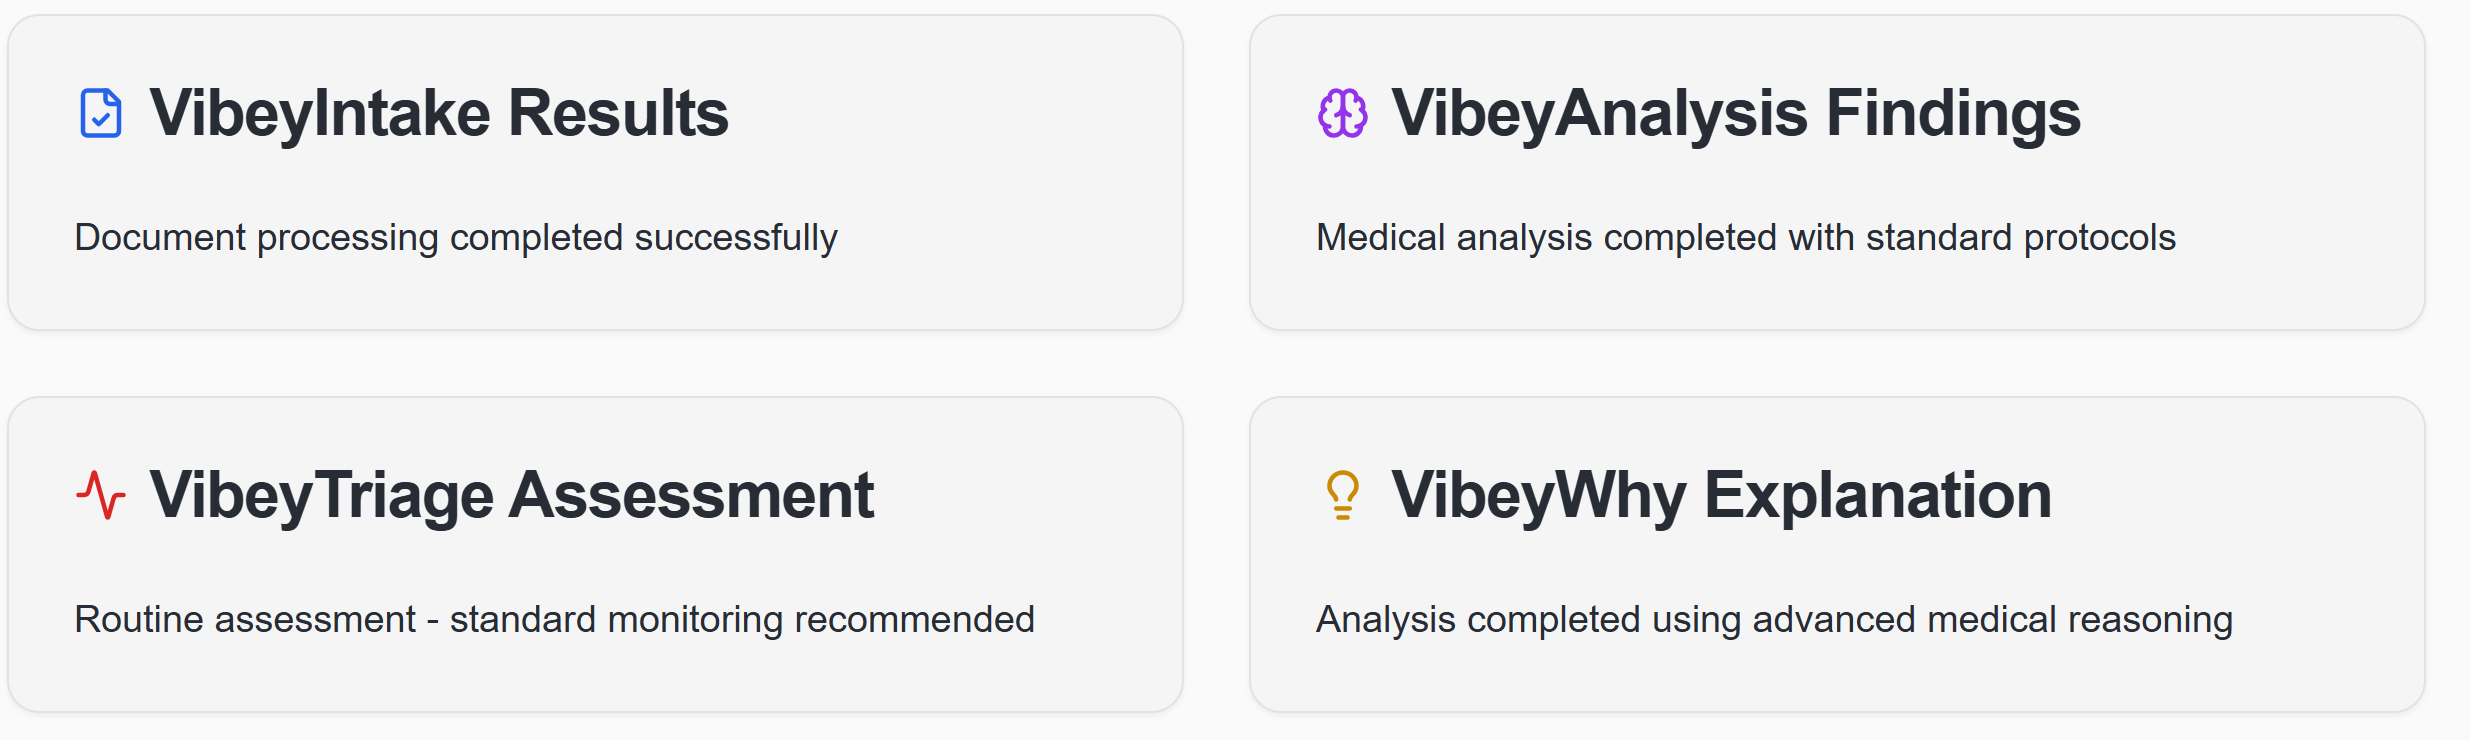 VibeyIntake Results
Document processing completed successfully
VibeyAnalysis Findings
Medical analysis completed with standard protocols
VibeyTriage Assessment
Routine assessment - standard monitoring recommended
VibeyWhy Explanation
Analysis completed using advanced medical reasoning